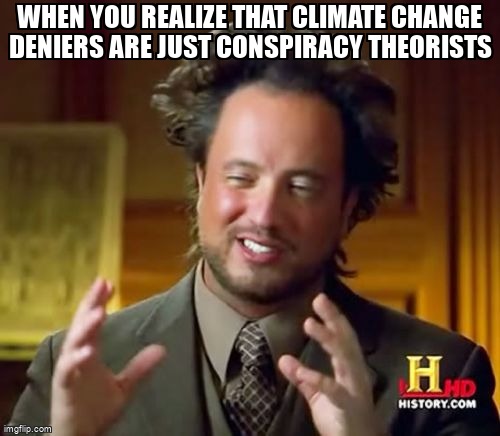 WHEN YOU REALIZE THAT CLIMATE CHANGE
DENIERS ARE JUST CONSPIRACY THEORISTS
H HD
HISTORY.COM
imgflip.com